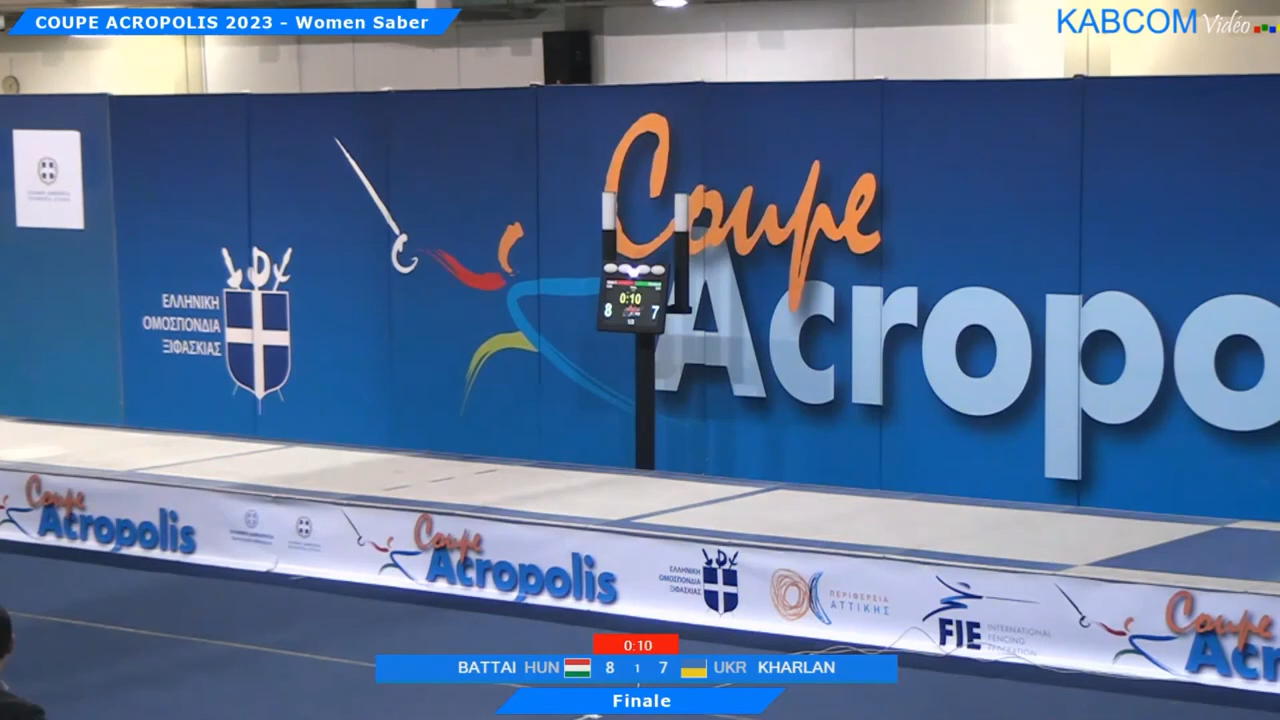 COUPE ACROPOLIS 2023 - Women Saber
KABCOM Vidéo
Coupe
Acropo
ΕΛΛΗΝΙΚΗ
ΟΜΟΣΠΟΝΔΙΑ
ΞΙΦΑΣΚΙΑΣ
0:10
8 7
Coupe
Acropolis
Coupe
Acropolis
ΕΛΛΗΝΙΚΗ
ΟΜΟΣΠΟΝΔΙΑ
ΞΙΦΑΣΚΙΑΣ
ΠΕΡΙΦΕΡΕΙΑ
ΑΤΤΙΚΗΣ
FIE
INTERNATIONAL
FENCING
FEDERATION
Coupe
Acr
0:10
BATTAI HUN 8 1 7 UKR KHARLAN
Finale